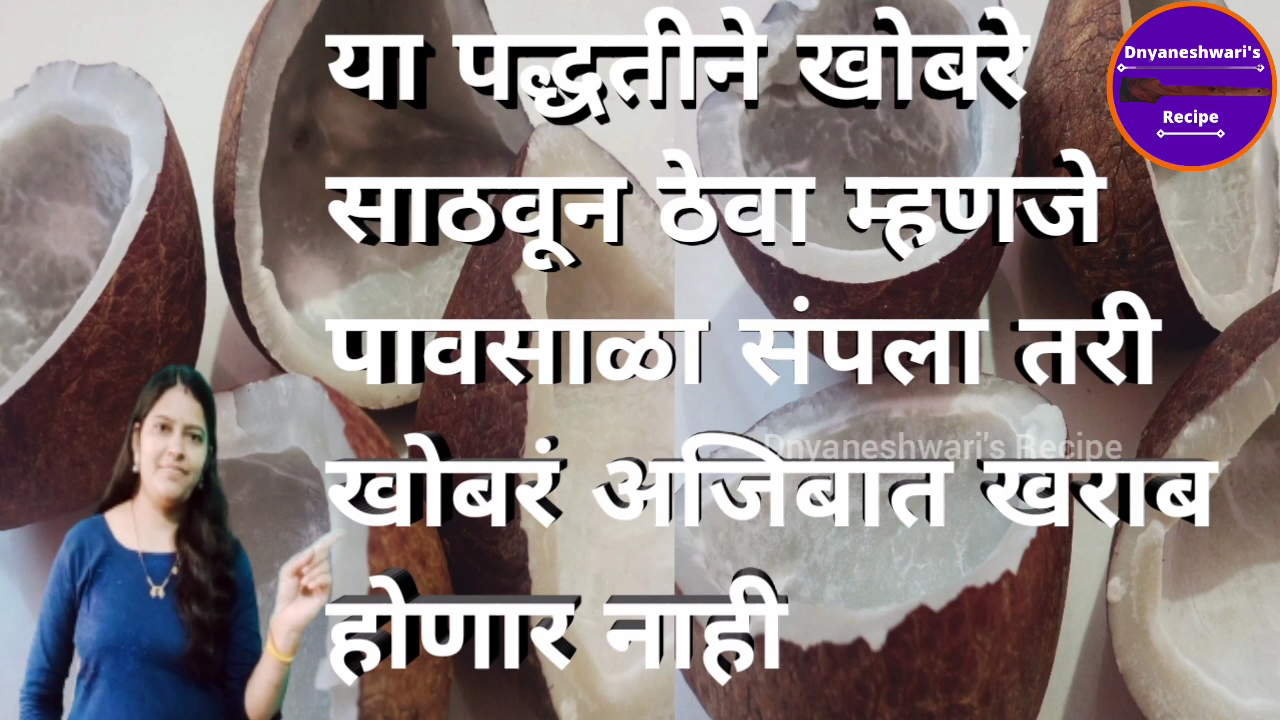 या पद्धतीने खोबरे
साठवून ठेवा म्हणजे
पावसाळा संपला तरी
खोबरं अजिबात खराब
होणार नाही
Dnyaneshwari's
Recipe
Dnyaneshwari's Recipe